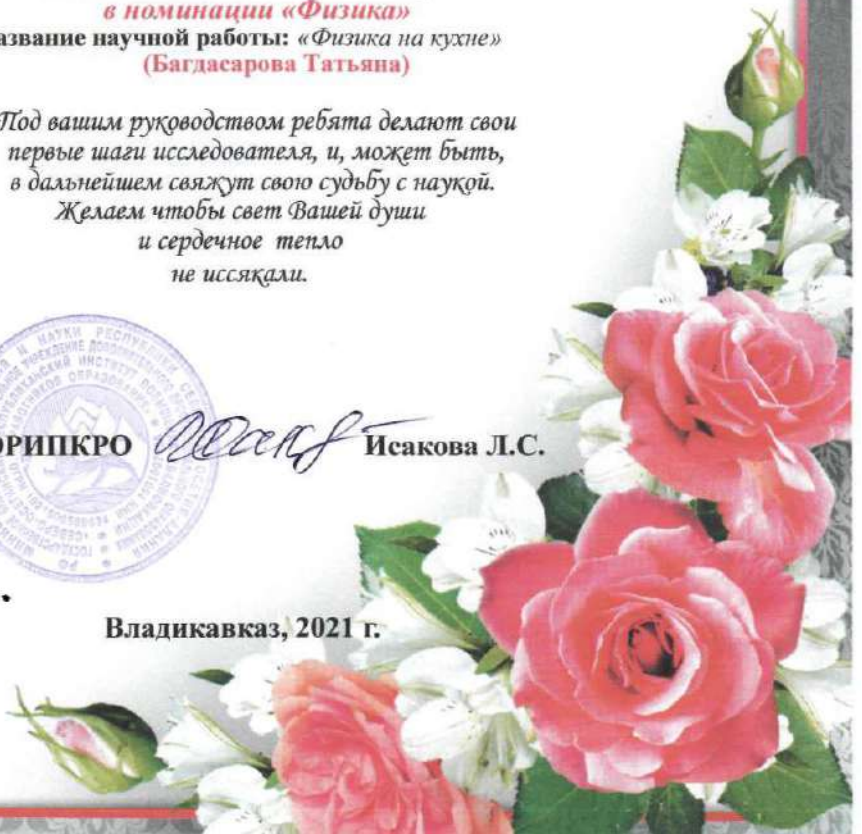 в номинации «Физика»
азвание научной работы: «Физика на кухне»
(Багдасарова Татьяна)
Под вашим руководством ребята делают свои
первые шаги исследователя, и, может быть,
в дальнейшем свяжут свою судьбу с наукой.
Желаем чтобы свет Вашей души
и сердечное тепло
не иссякали.
ОРИПКРО
Исакова Л.С.
Владикавказ, 2021 г.